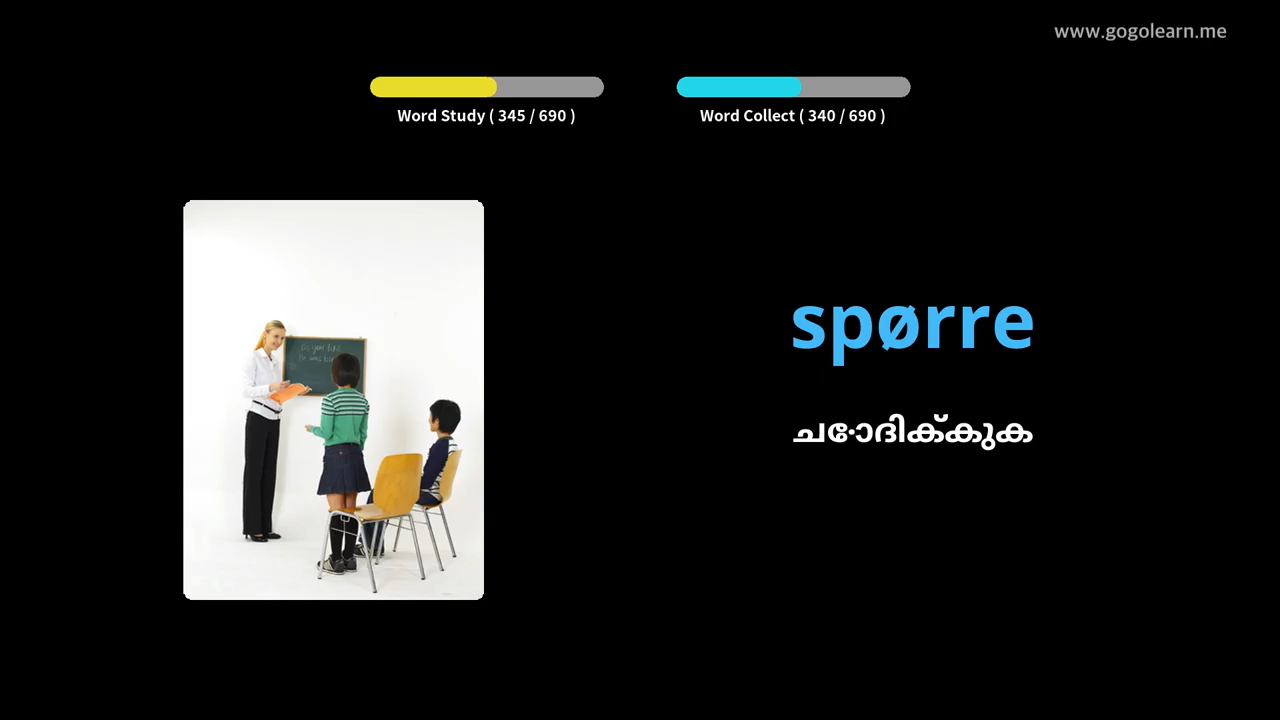 www.gogolearn.me
Word Study ( 345 / 690 )
Word Collect ( 340 / 690 )
spørre
ചോദിക്കുക